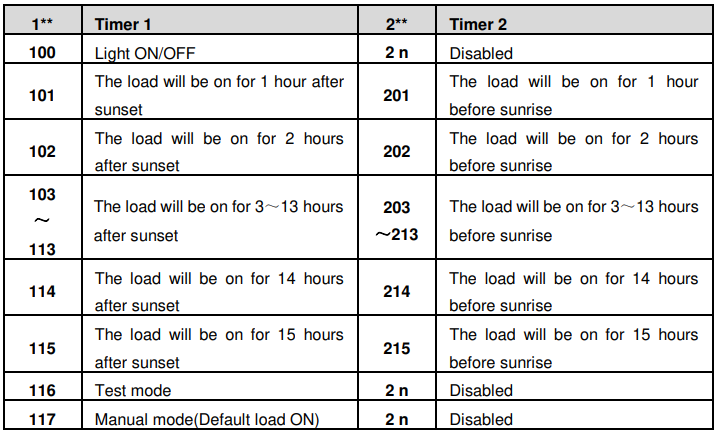 1** Timer 1 2** Timer 2
100 Light ON/OFF 2 n Disabled
101 The load will be on for 1 hour after
sunset 201 The load will be on for 1 hour
before sunrise
102 The load will be on for 2 hours
after sunset 202 The load will be on for 2 hours
before sunrise
103
～
113 The load will be on for 3～13 hours
after sunset 203
～213 The load will be on for 3～13 hours
before sunrise
114 The load will be on for 14 hours
after sunset 214 The load will be on for 14 hours
before sunrise
115 The load will be on for 15 hours
after sunset 215 The load will be on for 15 hours
before sunrise
116 Test mode 2 n Disabled
117 Manual mode(Default load ON) 2 n Disabled